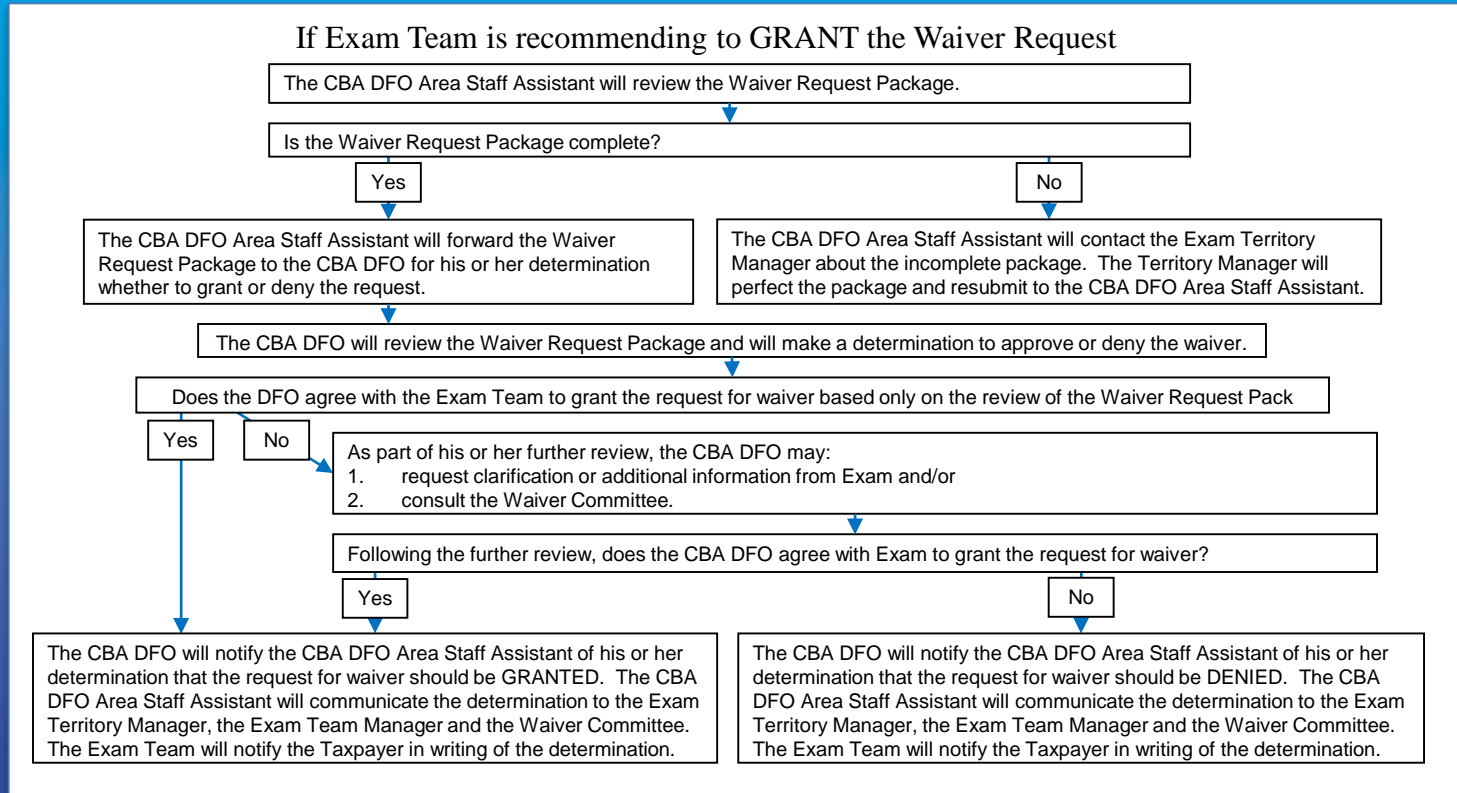 If Exam Team is recommending to GRANT the Waiver Request
The CBA DFO Area Staff Assistant will review the Waiver Request Package.
Is the Waiver Request Package complete?
Yes
No
The CBA DFO Area Staff Assistant will forward the Waiver
Request Package to the CBA DFO for his or her determination
whether to grant or deny the request.
The CBA DFO Area Staff Assistant will contact the Exam Territory
Manager about the incomplete package. The Territory Manager will
perfect the package and resubmit to the CBA DFO Area Staff Assistant.
The CBA DFO will review the Waiver Request Package and will make a determination to approve or deny the waiver.
Does the DFO agree with the Exam Team to grant the request for waiver based only on the review of the Waiver Request Pack
Yes
No
As part of his or her further review, the CBA DFO may:
1. request clarification or additional information from Exam and/or
2. consult the Waiver Committee.
Following the further review, does the CBA DFO agree with Exam to grant the request for waiver?
Yes
No
The CBA DFO will notify the CBA DFO Area Staff Assistant of his or her
determination that the request for waiver should be GRANTED. The CBA
DFO Area Staff Assistant will communicate the determination to the Exam
Territory Manager, the Exam Team Manager and the Waiver Committee.
The Exam Team will notify the Taxpayer in writing of the determination.
The CBA DFO will notify the CBA DFO Area Staff Assistant of his or her
determination that the request for waiver should be DENIED. The CBA
DFO Area Staff Assistant will communicate the determination to the Exam
Territory Manager, the Exam Team Manager and the Waiver Committee.
The Exam Team will notify the Taxpayer in writing of the determination.